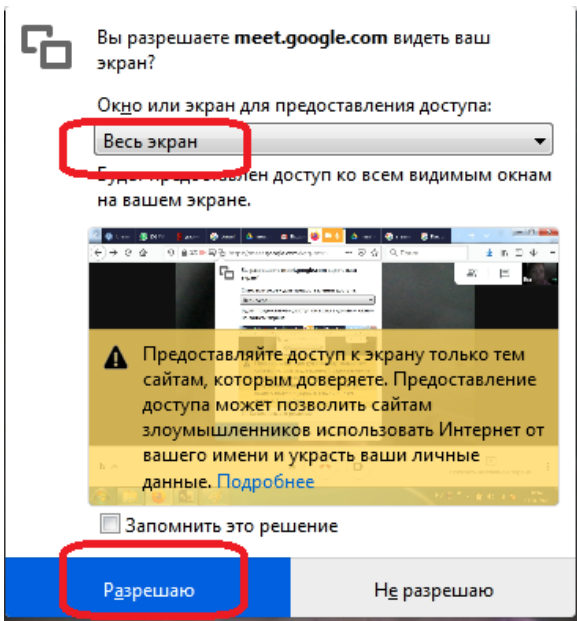 Вы разрешаете meet.google.com видеть ваш
экран?
Окно или экран для предоставления доступа:
Весь экран
Будет предоставлен доступ ко всем видимым окнам
на вашем экране.
Предоставляйте доступ к экрану только тем
сайтам, которым доверяете. Предоставление
доступа может позволить сайтам
злоумышленников использовать Интернет от
вашего имени и украсть ваши личные
данные. Подробнее
Запомнить это решение
Разрешаю
Не разрешаю